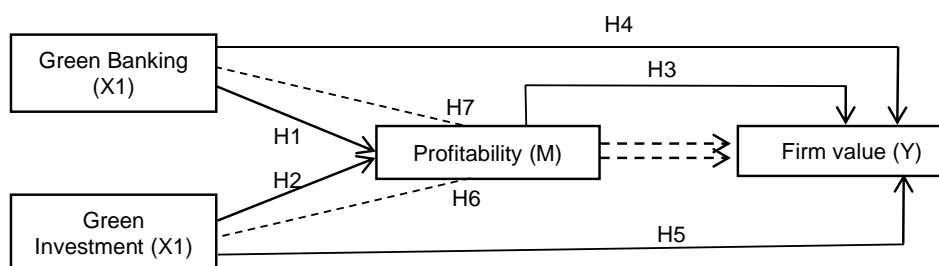 H4
Green Banking
(X1)
H3
H7
H1
Profitability (M)
Firm value (Y)
H2
H6
Green
Investment (X1)
H5